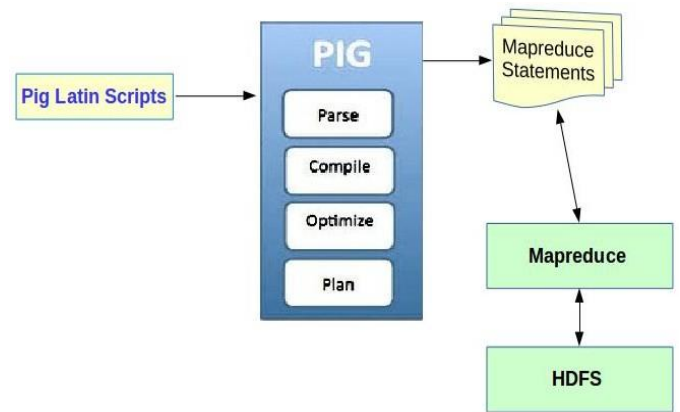 Pig Latin Scripts
PIG
Parse
Compile
Optimize
Plan
Mapreduce
Statements
Mapreduce
HDFS